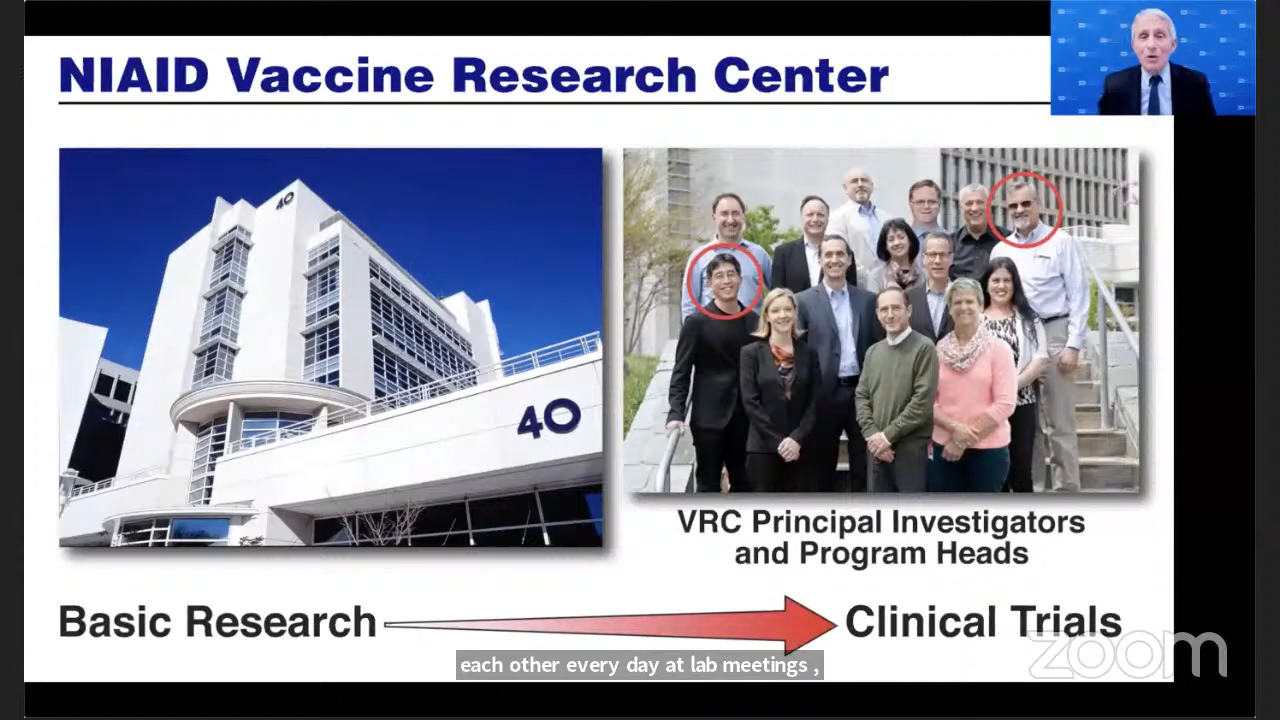 NIAID Vaccine Research Center
40
40
VRC Principal Investigators
and Program Heads
Basic Research
Clinical Trials
each other every day at lab meetings ,
zoom